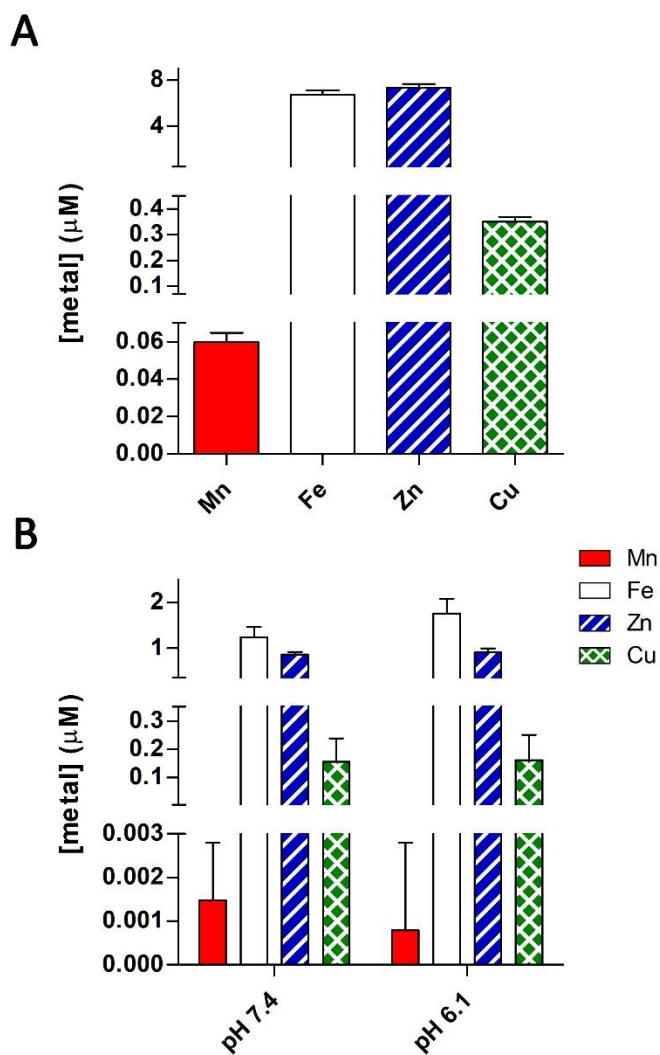 A
[metal] (μM)
8
4
0.4
0.3
0.2
0.1
0.06
0.04
0.02
0.00
Mn Fe Zn Cu
B
[metal] (μM)
2
1
0.3
0.2
0.1
0.003
0.002
0.001
0.000
pH 7.4 pH 6.1
Mn
Fe
Zn
Cu